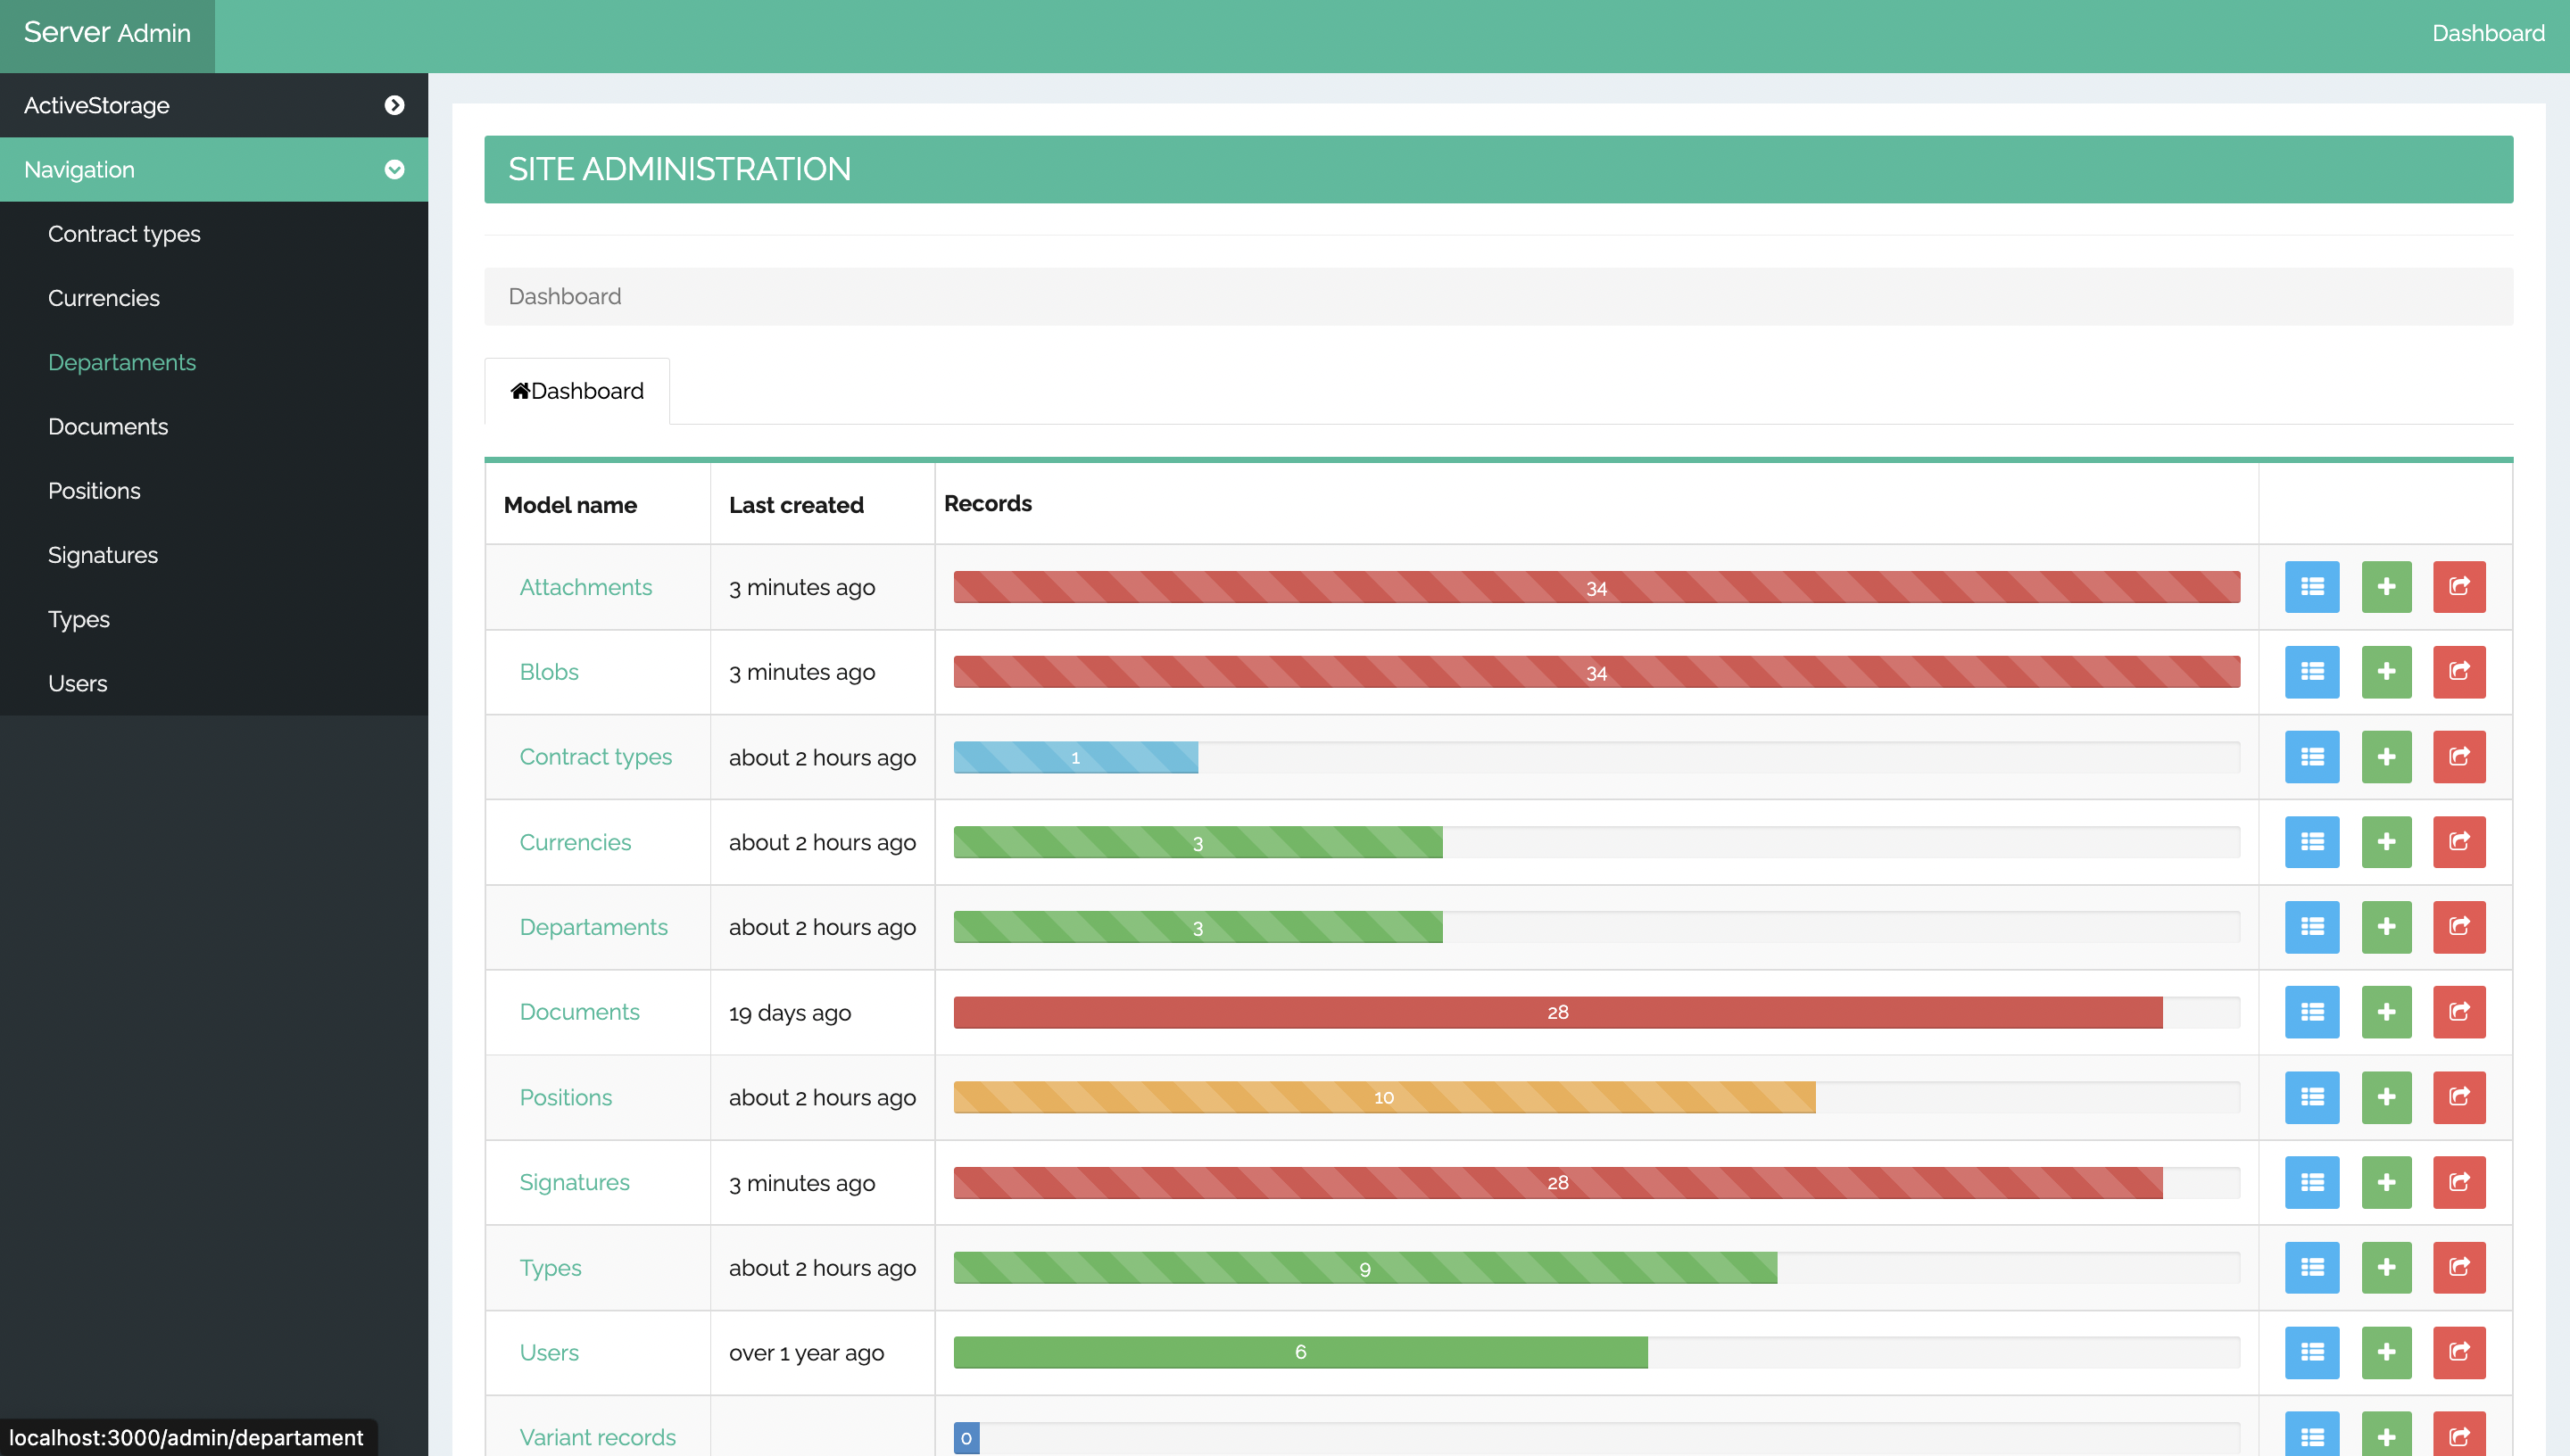 Server Admin
Dashboard
ActiveStorage
Navigation
Contract types
Currencies
Departaments
Documents
Positions
Signatures
Types
Users
SITE ADMINISTRATION
Dashboard
Dashboard
Model name Last created Records
Attachments 3 minutes ago 34
Blobs 3 minutes ago 34
Contract types about 2 hours ago 1
Currencies about 2 hours ago 3
Departaments about 2 hours ago 3
Documents 19 days ago 28
Positions about 2 hours ago 10
Signatures 3 minutes ago 28
Types about 2 hours ago 9
Users over 1 year ago 6
Variant records 0
localhost:3000/admin/departament